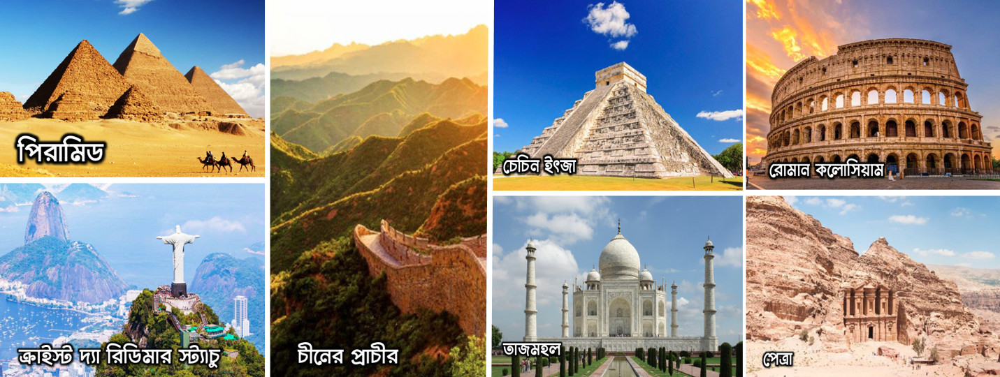 পিরামিড
ক্রাইস্ট দ্যা রিডিমার স্ট্যাচু
চীনের প্রাচীর
চেচিন ইৎজা
তাজমহল
রোমান কলোসিয়াম
পেত্রা